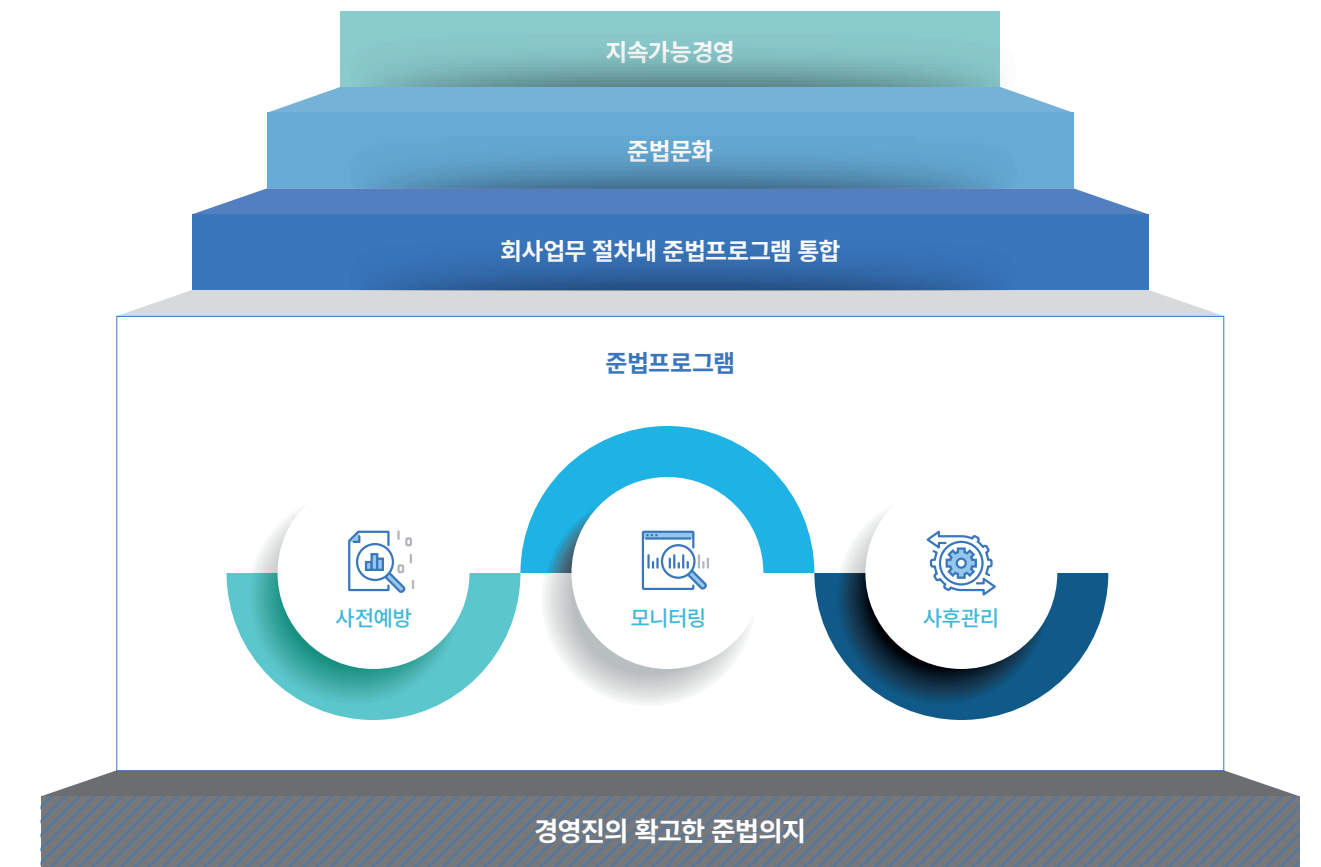 지속가능경영
준법문화
회사업무 절차내 준법프로그램 통합
준법프로그램
사전예방
모니터링
사후관리
경영진의 확고한 준법의지